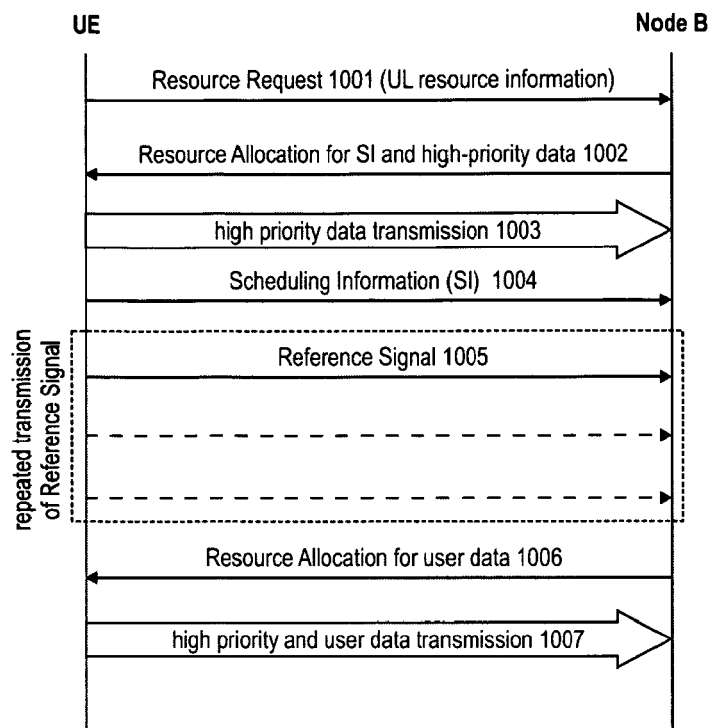 UE
Node B
Resource Request 1001 (UL resource information)
Resource Allocation for SI and high-priority data 1002
high priority data transmission 1003
Scheduling Information (SI) 1004
repeated transmission
of Reference Signal
Reference Signal 1005
Resource Allocation for user data 1006
high priority and user data transmission 1007